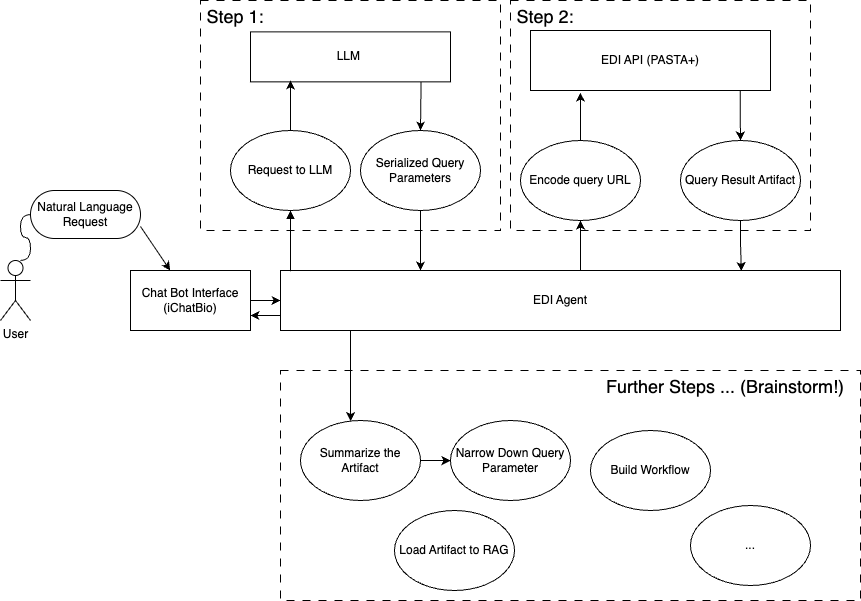 Step 1:
LLM
Request to LLM
Serialized Query
Parameters
Step 2:
EDI API (PASTA+)
Encode query URL
Query Result Artifact
Natural Language
Request
User
Chat Bot Interface
(iChatBio)
EDI Agent
Further Steps ... (Brainstorm!)
Summarize the
Artifact
Narrow Down Query
Parameter
Build Workflow
Load Artifact to RAG
...